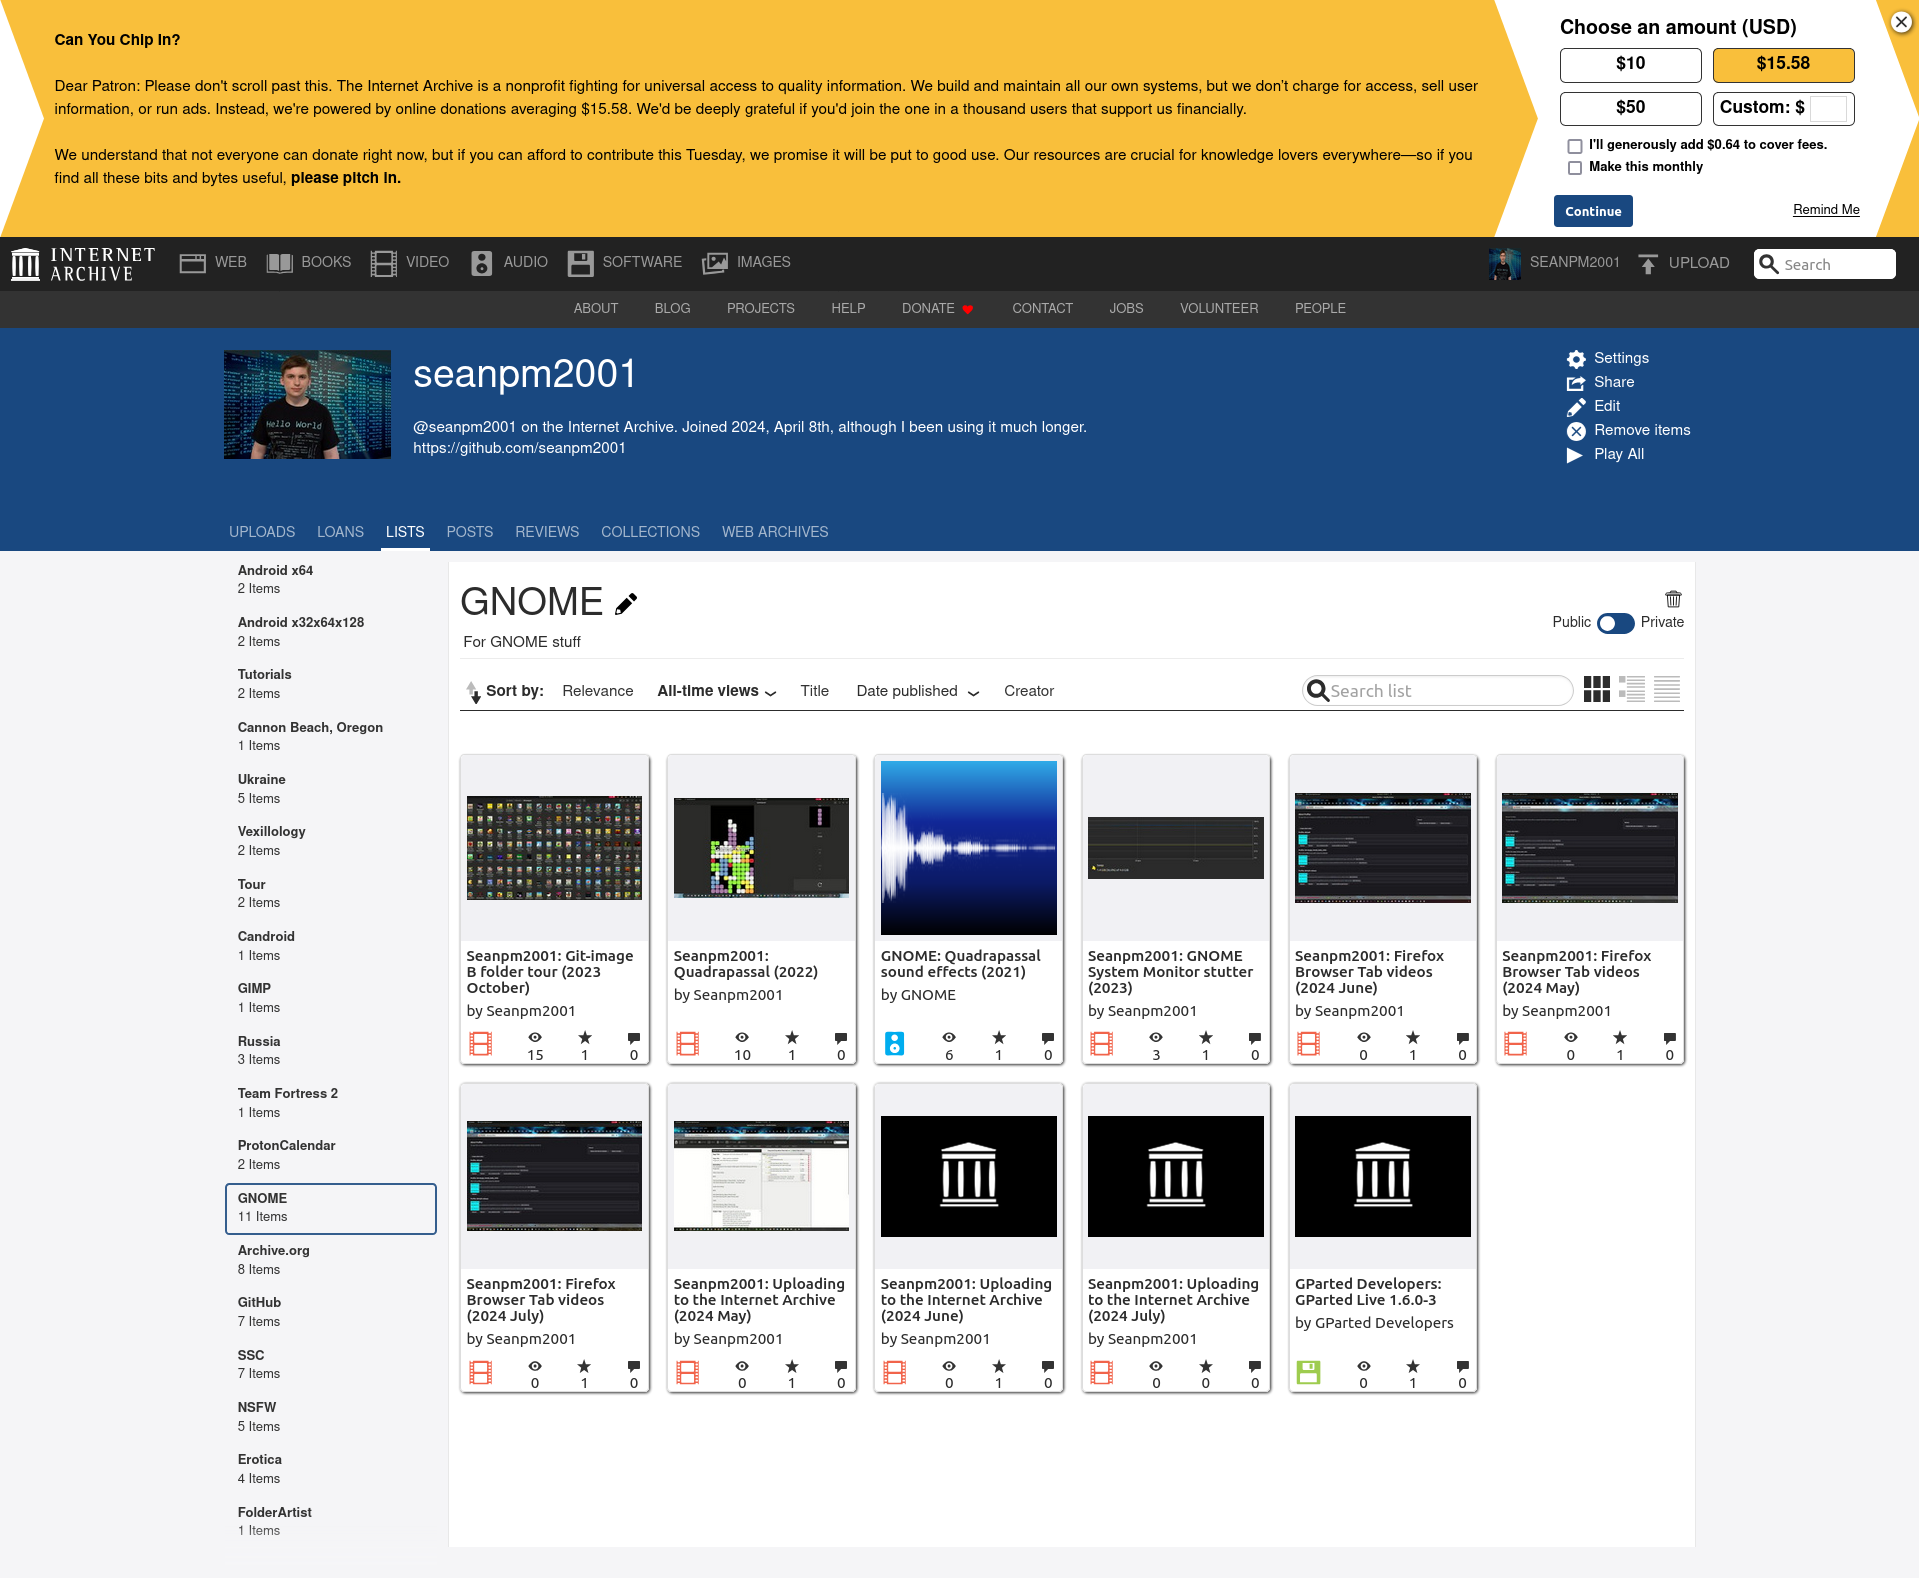 Can You Chip In?
Dear Patron: Please don't scroll past this. The Internet Archive is a nonprofit fighting for universal access to quality information. We build and maintain all our own systems, but we don't charge for access, sell user
information, or run ads. Instead, we're powered by online donations averaging $15.58. We'd be deeply grateful if you'd join the one in a thousand users that support us financially.
We understand that not everyone can donate right now, but if you can afford to contribute this Tuesday, we promise it will be put to good use. Our resources are crucial for knowledge lovers everywhere—so if you
find all these bits and bytes useful, please pitch in.
Choose an amount (USD)
$10 $15.58
$50 Custom: $
I'll generously add $0.64 to cover fees.
Make this monthly
Continue Remind Me
INTERNET
ARCHIVE
WEB BOOKS VIDEO AUDIO SOFTWARE IMAGES SEANPM2001 UPLOAD Search
ABOUT BLOG PROJECTS HELP DONATE CONTACT JOBS VOLUNTEER PEOPLE
Hello World
seanpm2001
@seanpm2001 on the Internet Archive. Joined 2024, April 8th, although I been using it much longer.
https://github.com/seanpm2001
Settings
Share
Edit
Remove items
Play All
UPLOADS LOANS LISTS POSTS REVIEWS COLLECTIONS WEB ARCHIVES
Android x64
2 Items
Android x32x64x128
2 Items
Tutorials
2 Items
Cannon Beach, Oregon
1 Items
Ukraine
5 Items
Vexillology
2 Items
Tour
2 Items
Candroid
1 Items
GIMP
1 Items
Russia
3 Items
Team Fortress 2
1 Items
ProtonCalendar
2 Items
GNOME
11 Items
Archive.org
8 Items
GitHub
7 Items
SSC
7 Items
NSFW
5 Items
Erotica
4 Items
FolderArtist
1 Items
GNOME
For GNOME stuff
Public Private
Sort by: Relevance All-time views Title Date published Creator
Search list
Seanpm2001: Git-image
B folder tour (2023
October)
by Seanpm2001
15 1 0
Seanpm2001:
Quadrapassal (2022)
by Seanpm2001
10 1 0
GNOME: Quadrapassal
sound effects (2021)
by GNOME
6 1 0
Seanpm2001: GNOME
System Monitor stutter
(2023)
by Seanpm2001
3 1 0
Seanpm2001: Firefox
Browser Tab videos
(2024 June)
by Seanpm2001
0 1 0
Seanpm2001: Firefox
Browser Tab videos
(2024 May)
by Seanpm2001
0 1 0
Seanpm2001: Firefox
Browser Tab videos
(2024 July)
by Seanpm2001
0 1 0
Seanpm2001: Uploading
to the Internet Archive
(2024 May)
by Seanpm2001
0 1 0
Seanpm2001: Uploading
to the Internet Archive
(2024 June)
by Seanpm2001
0 1 0
Seanpm2001: Uploading
to the Internet Archive
(2024 July)
by Seanpm2001
0 0 0
GParted Developers:
GParted Live 1.6.0-3
by GParted Developers
0 1 0